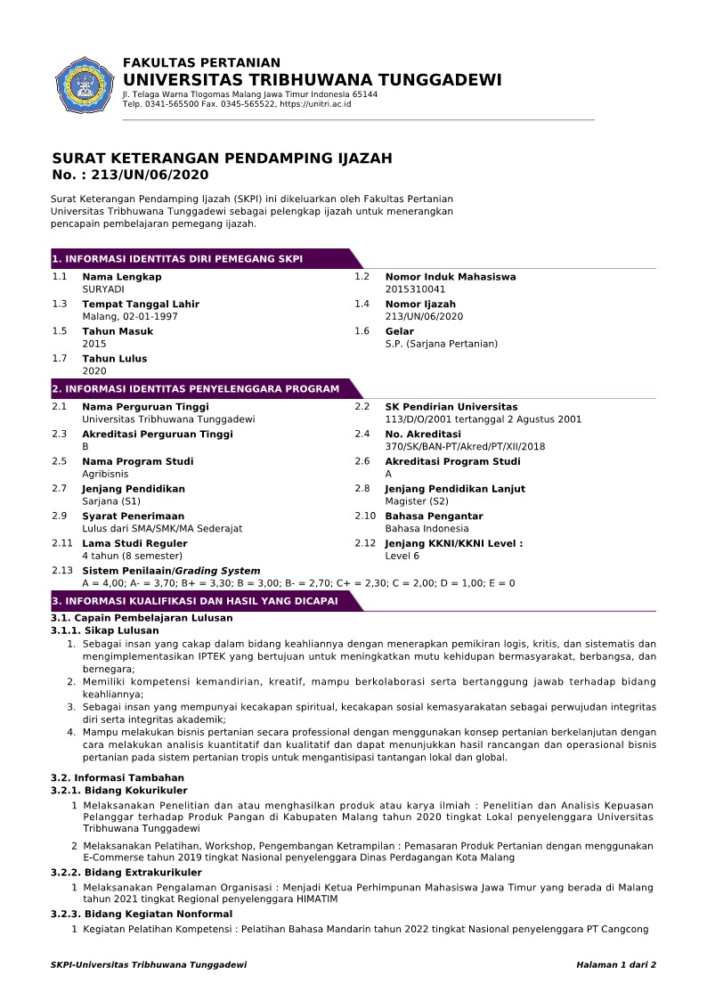 FAKULTAS PERTANIAN
UNIVERSITAS TRIBHUWANA TUNGGADEWI
Jl. Telaga Warna Tlogomas Malang Jawa Timur Indonesia 65144
Telp. 0341-565500 Fax. 0345-565522, https://unitri.ac.id
SURAT KETERANGAN PENDAMPING IJAZAH
No. : 213/UN/06/2020
Surat Keterangan Pendamping Ijazah (SKPI) ini dikeluarkan oleh Fakultas Pertanian
Universitas Tribhuwana Tunggadewi sebagai pelengkap ijazah untuk menerangkan
pencapain pembelajaran pemegang ijazah.
1. INFORMASI IDENTITAS DIRI PEMEGANG SKPI
1.1 Nama Lengkap
SURYADI
1.2 Nomor Induk Mahasiswa
2015310041
1.3 Tempat Tanggal Lahir
Malang, 02-01-1997
1.4 Nomor Ijazah
213/UN/06/2020
1.5 Tahun Masuk
2015
1.6 Gelar
S.P. (Sarjana Pertanian)
1.7 Tahun Lulus
2020
2. INFORMASI IDENTITAS PENYELENGGARA PROGRAM
2.1 Nama Perguruan Tinggi
Universitas Tribhuwana Tunggadewi
2.2 SK Pendirian Universitas
113/D/O/2001 tertanggal 2 Agustus 2001
2.3 Akreditasi Perguruan Tinggi
B
2.4 No. Akreditasi
370/SK/BAN-PT/Akred/PT/XII/2018
2.5 Nama Program Studi
Agribisnis
2.6 Akreditasi Program Studi
A
2.7 Jenjang Pendidikan
Sarjana (S1)
2.8 Jenjang Pendidikan Lanjut
Magister (S2)
2.9 Syarat Penerimaan
Lulus dari SMA/SMK/MA Sederajat
2.10 Bahasa Pengantar
Bahasa Indonesia
2.11 Lama Studi Reguler
4 tahun (8 semester)
2.12 Jenjang KKNI/KKNI Level :
Level 6
2.13 Sistem Penilaain/Grading System
A = 4,00; A- = 3,70; B+ = 3,30; B = 3,00; B- = 2,70; C+ = 2,30; C = 2,00; D = 1,00; E = 0
3. INFORMASI KUALIFIKASI DAN HASIL YANG DICAPAI
3.1. Capain Pembelajaran Lulusan
3.1.1. Sikap Lulusan
1. Sebagai insan yang cakap dalam bidang keahliannya dengan menerapkan pemikiran logis, kritis, dan sistematis dan
mengimplementasikan IPTEK yang bertujuan untuk meningkatkan mutu kehidupan bermasyarakat, berbangsa, dan
bernegara;
2. Memiliki kompetensi kemandirian, kreatif, mampu berkolaborasi serta bertanggung jawab terhadap bidang
keahliannya;
3. Sebagai insan yang mempunyai kecakapan spiritual, kecakapan sosial kemasyarakatan sebagai perwujudan integritas
diri serta integritas akademik;
4. Mampu melakukan bisnis pertanian secara professional dengan menggunakan konsep pertanian berkelanjutan dengan
cara melakukan analisis kuantitatif dan kualitatif dan dapat menunjukkan hasil rancangan dan operasional bisnis
pertanian pada sistem pertanian tropis untuk mengantisipasi tantangan lokal dan global.
3.2. Informasi Tambahan
3.2.1. Bidang Kokurikuler
1 Melaksanakan Penelitian dan atau menghasilkan produk atau karya ilmiah : Penelitian dan Analisis Kepuasan
Pelanggar terhadap Produk Pangan di Kabupaten Malang tahun 2020 tingkat Lokal penyelenggara Universitas
Tribhuwana Tunggadewi
2 Melaksanakan Pelatihan, Workshop, Pengembangan Ketrampilan : Pemasaran Produk Pertanian dengan menggunakan
E-Commerse tahun 2019 tingkat Nasional penyelenggara Dinas Perdagangan Kota Malang
3.2.2. Bidang Extrakurikuler
1 Melaksanakan Pengalaman Organisasi : Menjadi Ketua Perhimpunan Mahasiswa Jawa Timur yang berada di Malang
tahun 2021 tingkat Regional penyelenggara HIMATIM
3.2.3. Bidang Kegiatan Nonformal
1 Kegiatan Pelatihan Kompetensi : Pelatihan Bahasa Mandarin tahun 2022 tingkat Nasional penyelenggara PT Cangcong
SKPI-Universitas Tribhuwana Tunggadewi
Halaman 1 dari 2